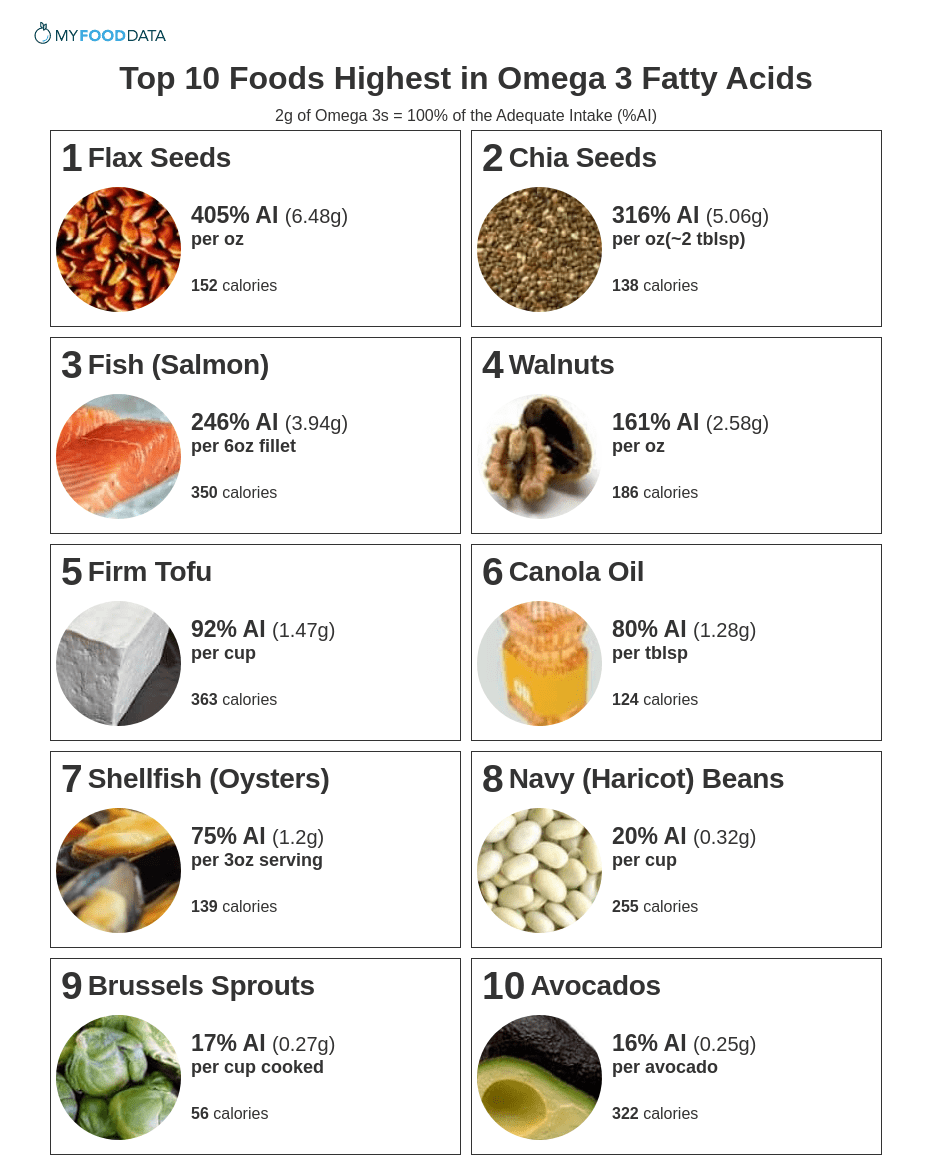 MYFOODDATA
Top 10 Foods Highest in Omega 3 Fatty Acids
2g of Omega 3s = 100% of the Adequate Intake (%AI)
1 Flax Seeds
405% AI (6.48g)
per oz
152 calories
2 Chia Seeds
316% AI (5.06g)
per oz(~2 tblsp)
138 calories
3 Fish (Salmon)
246% AI (3.94g)
per 6oz fillet
350 calories
4 Walnuts
161% AI (2.58g)
per oz
186 calories
5 Firm Tofu
92% AI (1.47g)
per cup
363 calories
6 Canola Oil
OIL
80% AI (1.28g)
per tblsp
124 calories
7 Shellfish (Oysters)
75% AI (1.2g)
per 3oz serving
139 calories
8 Navy (Haricot) Beans
20% AI (0.32g)
per cup
255 calories
9 Brussels Sprouts
17% AI (0.27g)
per cup cooked
56 calories
10 Avocados
16% AI (0.25g)
per avocado
322 calories